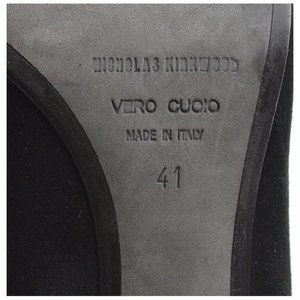 NICHOLAS KIRKWOOD
VERO CUOIO
MADE IN ITALY
41